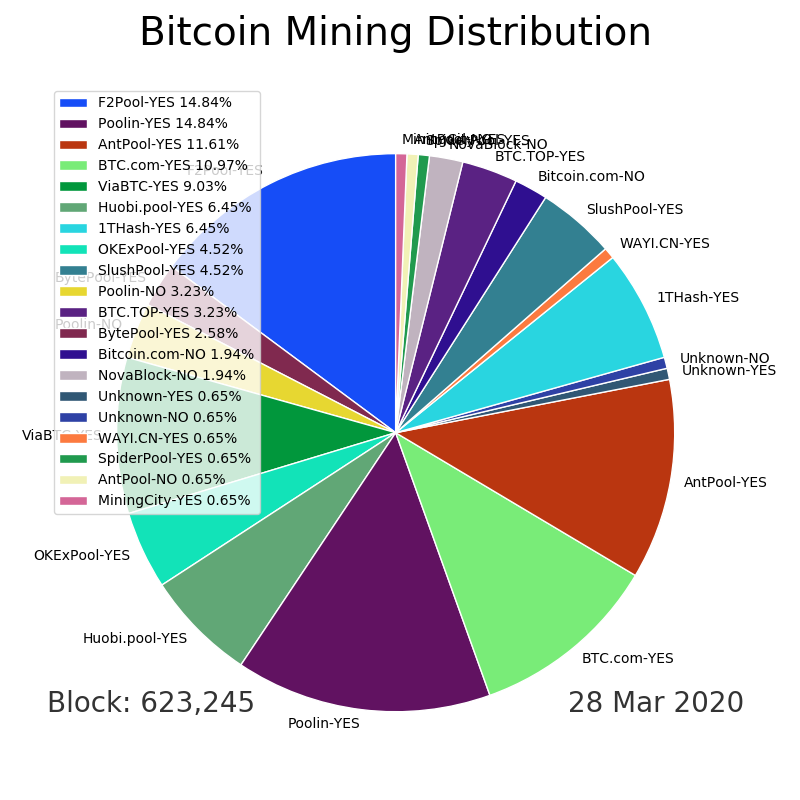 Bitcoin Mining Distribution
F2Pool-YES 14.84%
Poolin-YES 14.84%
AntPool-YES 11.61%
BTC.com-YES 10.97%
ViaBTC-YES 9.03%
Huobi.pool-YES 6.45%
1THash-YES 6.45%
OKExPool-YES 4.52%
SlushPool-YES 4.52%
Poolin-NO 3.23%
BTC.TOP-YES 3.23%
BytePool-YES 2.58%
Bitcoin.com-NO 1.94%
NovaBlock-NO 1.94%
Unknown-YES 0.65%
Unknown-NO 0.65%
WAYI.CN-YES 0.65%
SpiderPool-YES 0.65%
AntPool-NO 0.65%
MiningCity-YES 0.65%
F2Pool-YES
BytePool-YES
Poolin-NO
ViaBTC-YES
OKExPool-YES
Huobi.pool-YES
Poolin-YES
BTC.com-YES
AntPool-YES
Unknown-YES
Unknown-NO
1THash-YES
WAYI.CN-YES
SlushPool-YES
Bitcoin.com-NO
BTC.TOP-YES
NovaBlock-NO
MiningCity-YES
Block: 623,245
28 Mar 2020